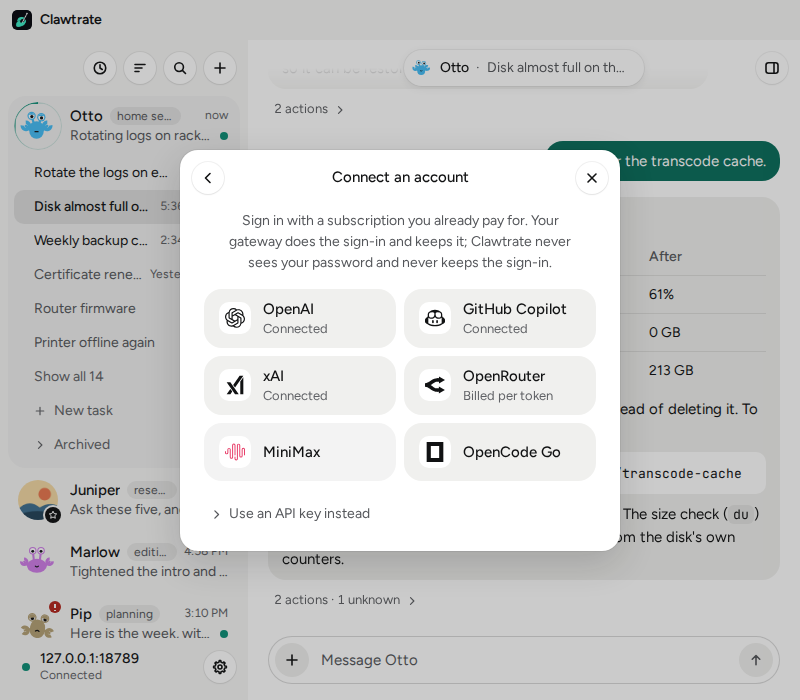 Clawtrate
Otto · Disk almost full on th...
2 actions
Otto home se... now
Rotating logs on rack...
Rotate the logs on e...
Disk almost full o... 5:36
Weekly backup c... 2:34
Certificate rene... Yeste
Router firmware
Printer offline again
Show all 14
New task
Archived
Juniper rese...
Ask these five, an
Marlow editi... 4:58 PM
Tightened the intro and ...
Pip planning 3:10 PM
Here is the week. wit...
127.0.0.1:18789
Connected
the transcode cache.
After
61%
0 GB
213 GB
ead of deleting it. To
/transcode-cache
The size check ( du )
om the disk's own
counters.
2 actions · 1 unknown
Message Otto
Connect an account
Sign in with a subscription you already pay for. Your
gateway does the sign-in and keeps it; Clawtrate never
sees your password and never keeps the sign-in.
OpenAI
Connected
GitHub Copilot
Connected
xAI
Connected
OpenRouter
Billed per token
MiniMax
OpenCode Go
Use an API key instead